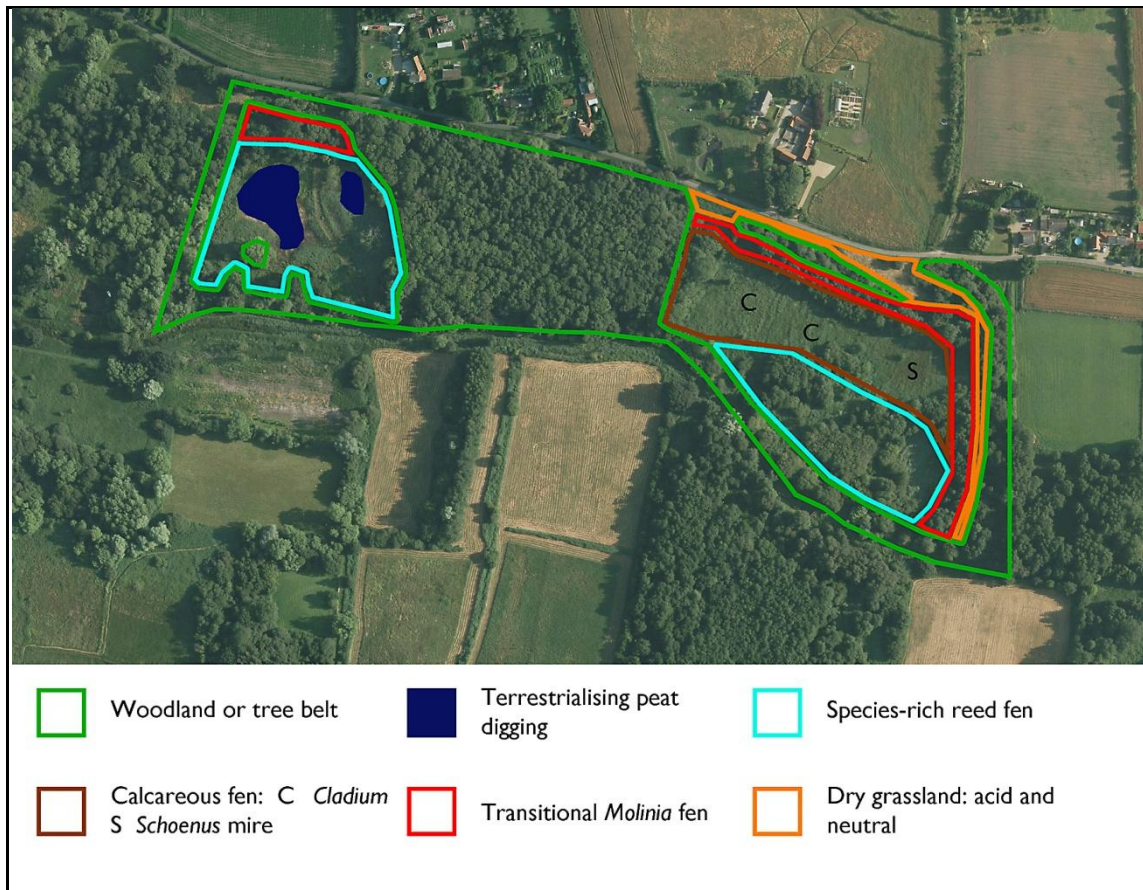 C
C
S
Woodland or tree belt
Terrestrialising peat
digging
Species-rich reed fen
Calcareous fen: C Cladium
S Schoenus mire
Transitional Molinia fen
Dry grassland: acid and
neutral